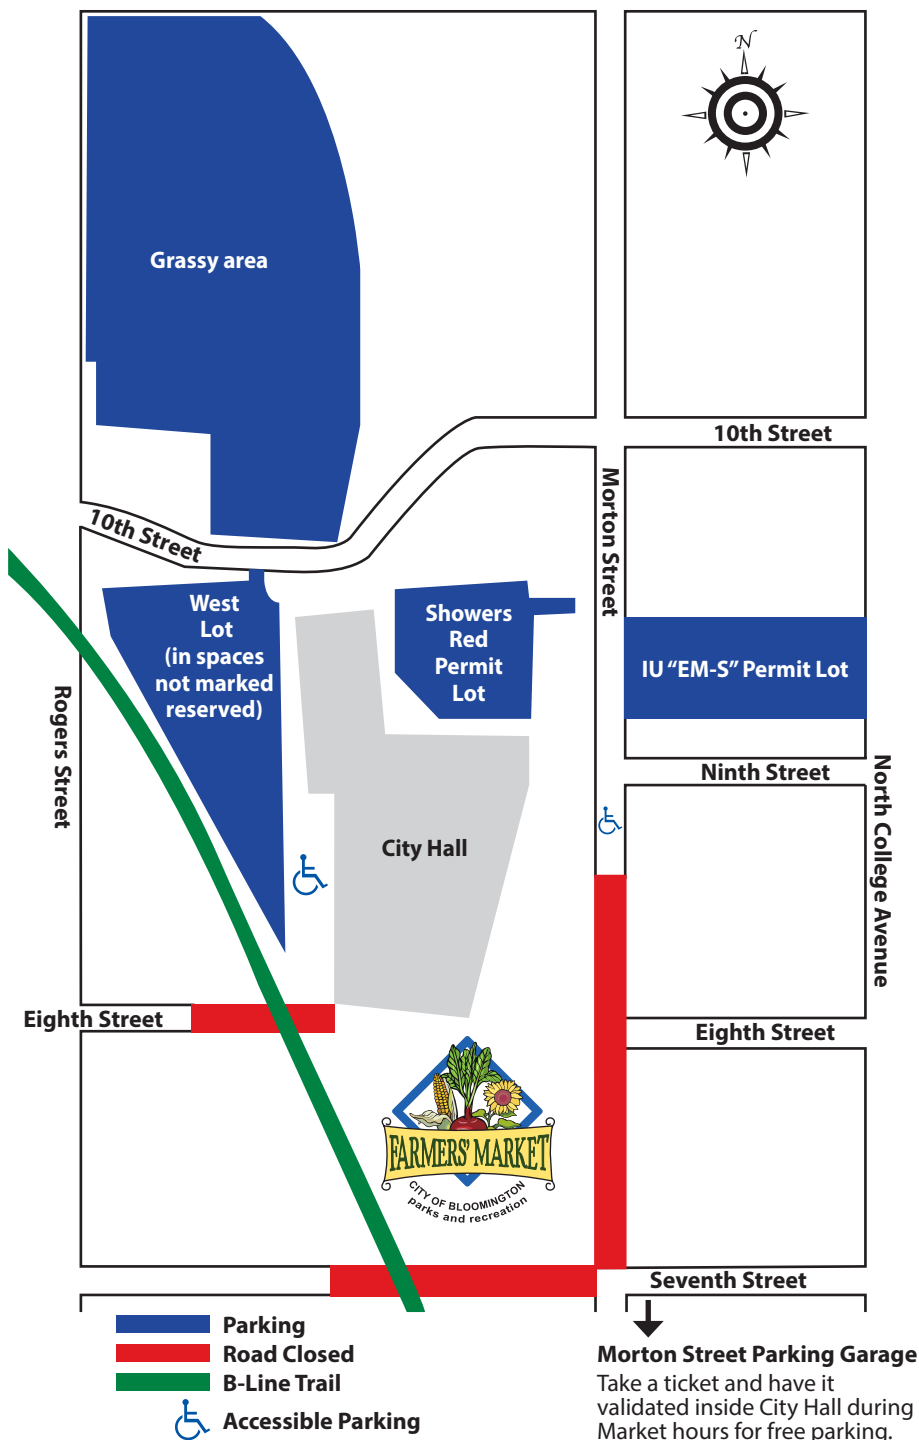 N
Grassy area
10th Street
Morton Street
10th Street
West
Lot
(in spaces
not marked
reserved)
Showers
Red
Permit
Lot
IU “EM-S” Permit Lot
Rogers Street
Ninth Street
North College Avenue
City Hall
Eighth Street
Eighth Street
FARMERS’ MARKET
CITY OF BLOOMINGTON
parks and recreation
Seventh Street
Parking
Road Closed
B-Line Trail
Accessible Parking
Morton Street Parking Garage
Take a ticket and have it
validated inside City Hall during
Market hours for free parking.